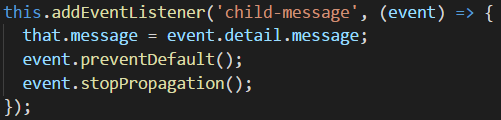 this.addEventListener('child-message', (event) => {
  that.message = event.detail.message;
  event.preventDefault();
  event.stopPropagation();
});